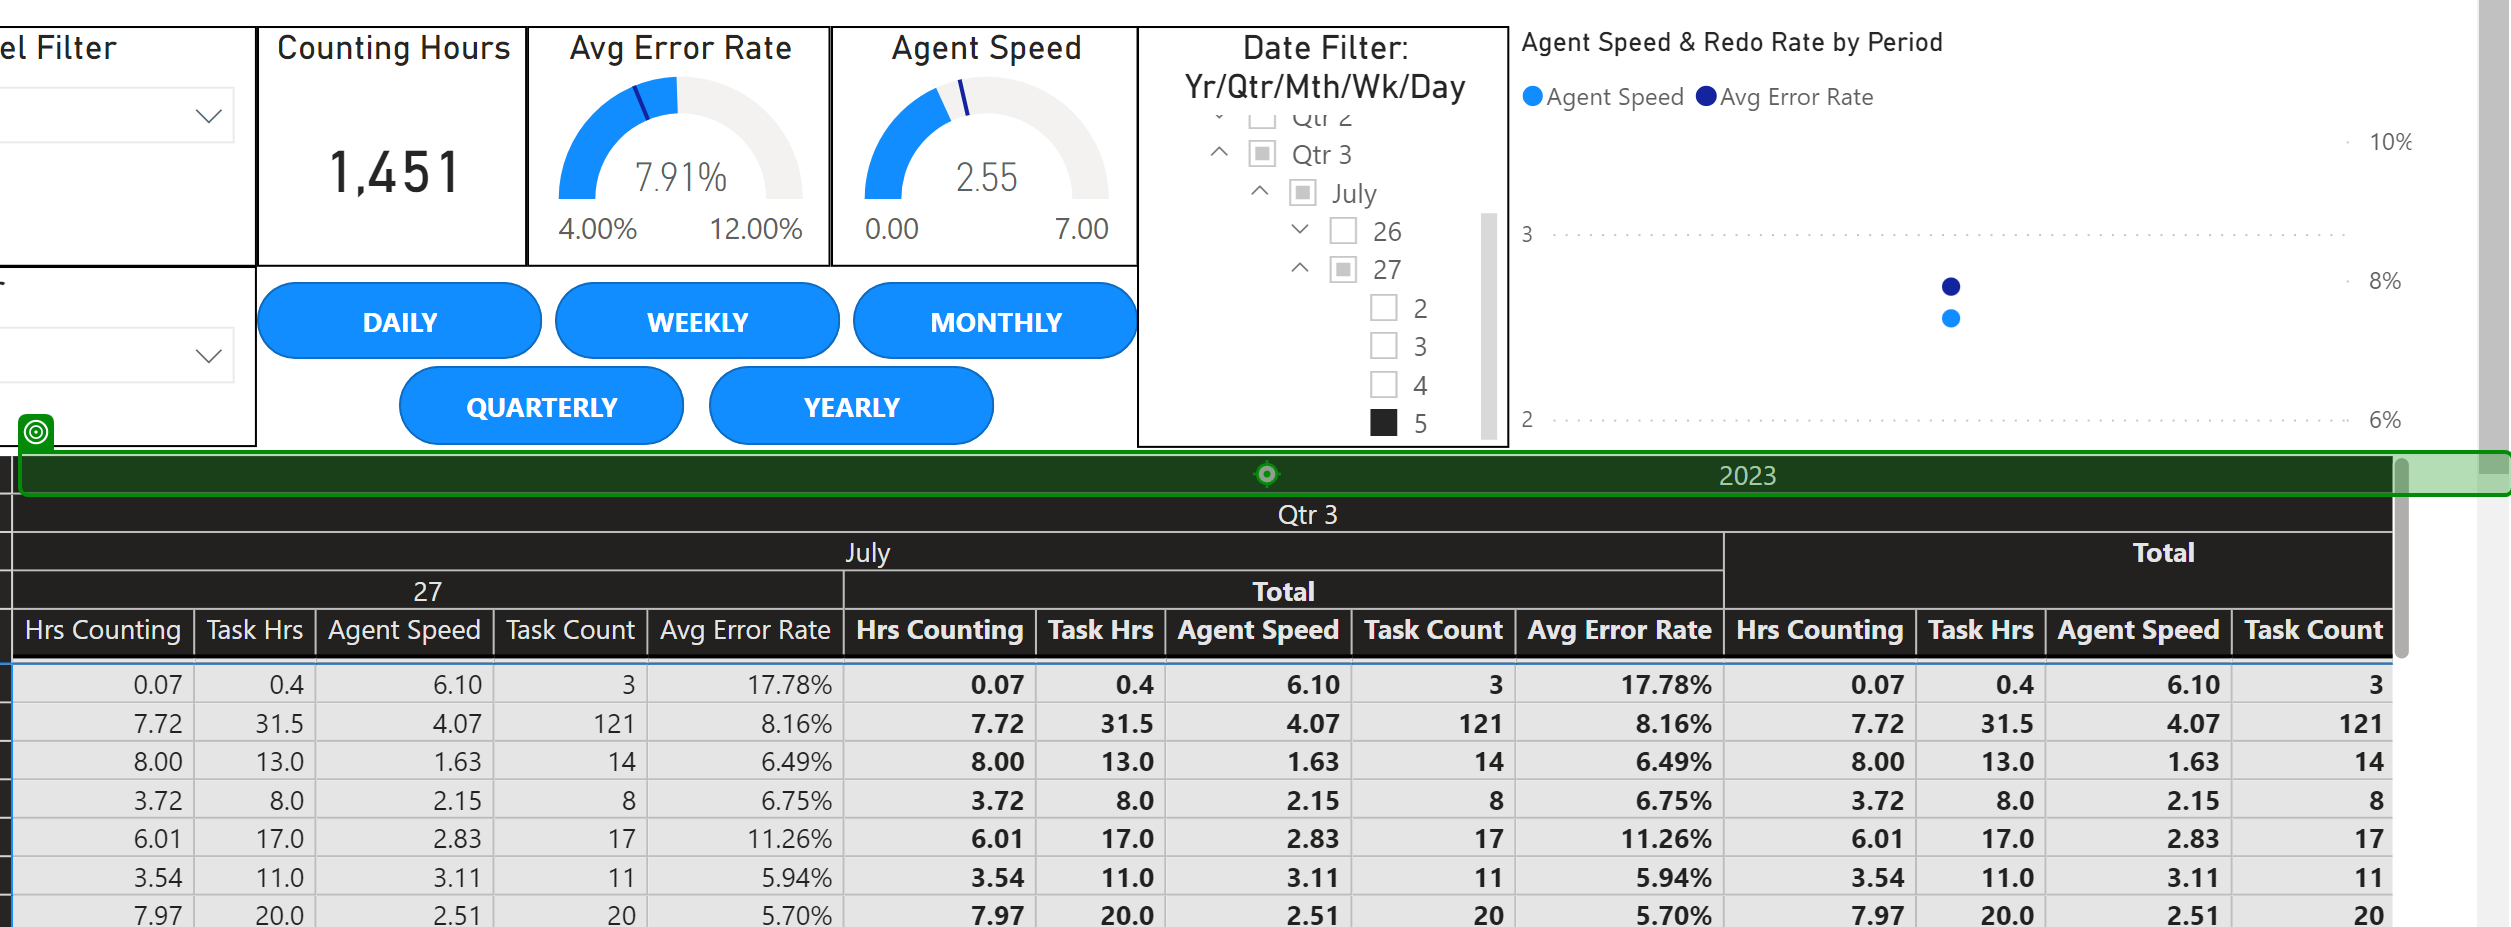 el Filter
Counting Hours
1,451
Avg Error Rate
7.91%
4.00% 12.00%
Agent Speed
2.55
0.00 7.00
DAILY WEEKLY MONTHLY
QUARTERLY YEARLY
Date Filter:
Yr/Qtr/Mth/Wk/Day
Qtr 2
Qtr 3
July
26
27
2
3
4
5
Agent Speed & Redo Rate by Period
Agent Speed Avg Error Rate
10%
3
8%
2 6%
2023
Qtr 3
July Total
27 Total
Hrs Counting Task Hrs Agent Speed Task Count Avg Error Rate Hrs Counting Task Hrs Agent Speed Task Count Avg Error Rate Hrs Counting Task Hrs Agent Speed Task Count
0.07 0.4 6.10 3 17.78% 0.07 0.4 6.10 3 17.78% 0.07 0.4 6.10 3
7.72 31.5 4.07 121 8.16% 7.72 31.5 4.07 121 8.16% 7.72 31.5 4.07 121
8.00 13.0 1.63 14 6.49% 8.00 13.0 1.63 14 6.49% 8.00 13.0 1.63 14
3.72 8.0 2.15 8 6.75% 3.72 8.0 2.15 8 6.75% 3.72 8.0 2.15 8
6.01 17.0 2.83 17 11.26% 6.01 17.0 2.83 17 11.26% 6.01 17.0 2.83 17
3.54 11.0 3.11 11 5.94% 3.54 11.0 3.11 11 5.94% 3.54 11.0 3.11 11
7.97 20.0 2.51 20 5.70% 7.97 20.0 2.51 20 5.70% 7.97 20.0 2.51 20